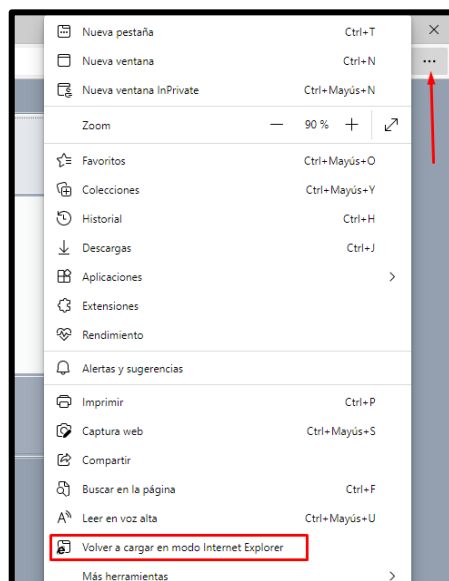 Nueva pestaña Ctrl+T
Nueva ventana Ctrl+N
Nueva ventana InPrivate Ctrl+Mayús+N
Zoom — 90 % +
Favoritos Ctrl+Mayús+O
Colecciones Ctrl+Mayús+Y
Historial Ctrl+H
Descargas Ctrl+J
Aplicaciones
Extensiones
Rendimiento
Alertas y sugerencias
Imprimir Ctrl+P
Captura web Ctrl+Mayús+S
Compartir
Buscar en la página Ctrl+F
Leer en voz alta Ctrl+Mayús+U
Volver a cargar en modo Internet Explorer
Más herramientas